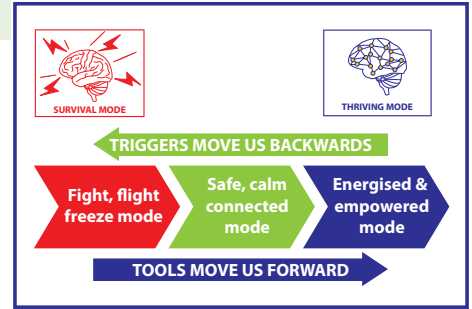 SURVIVAL MODE
THRIVING MODE
TRIGGERS MOVE US BACKWARDS
Fight, flight
freeze mode
Safe, calm
connected
mode
Energised &
empowered
mode
TOOLS MOVE US FORWARD